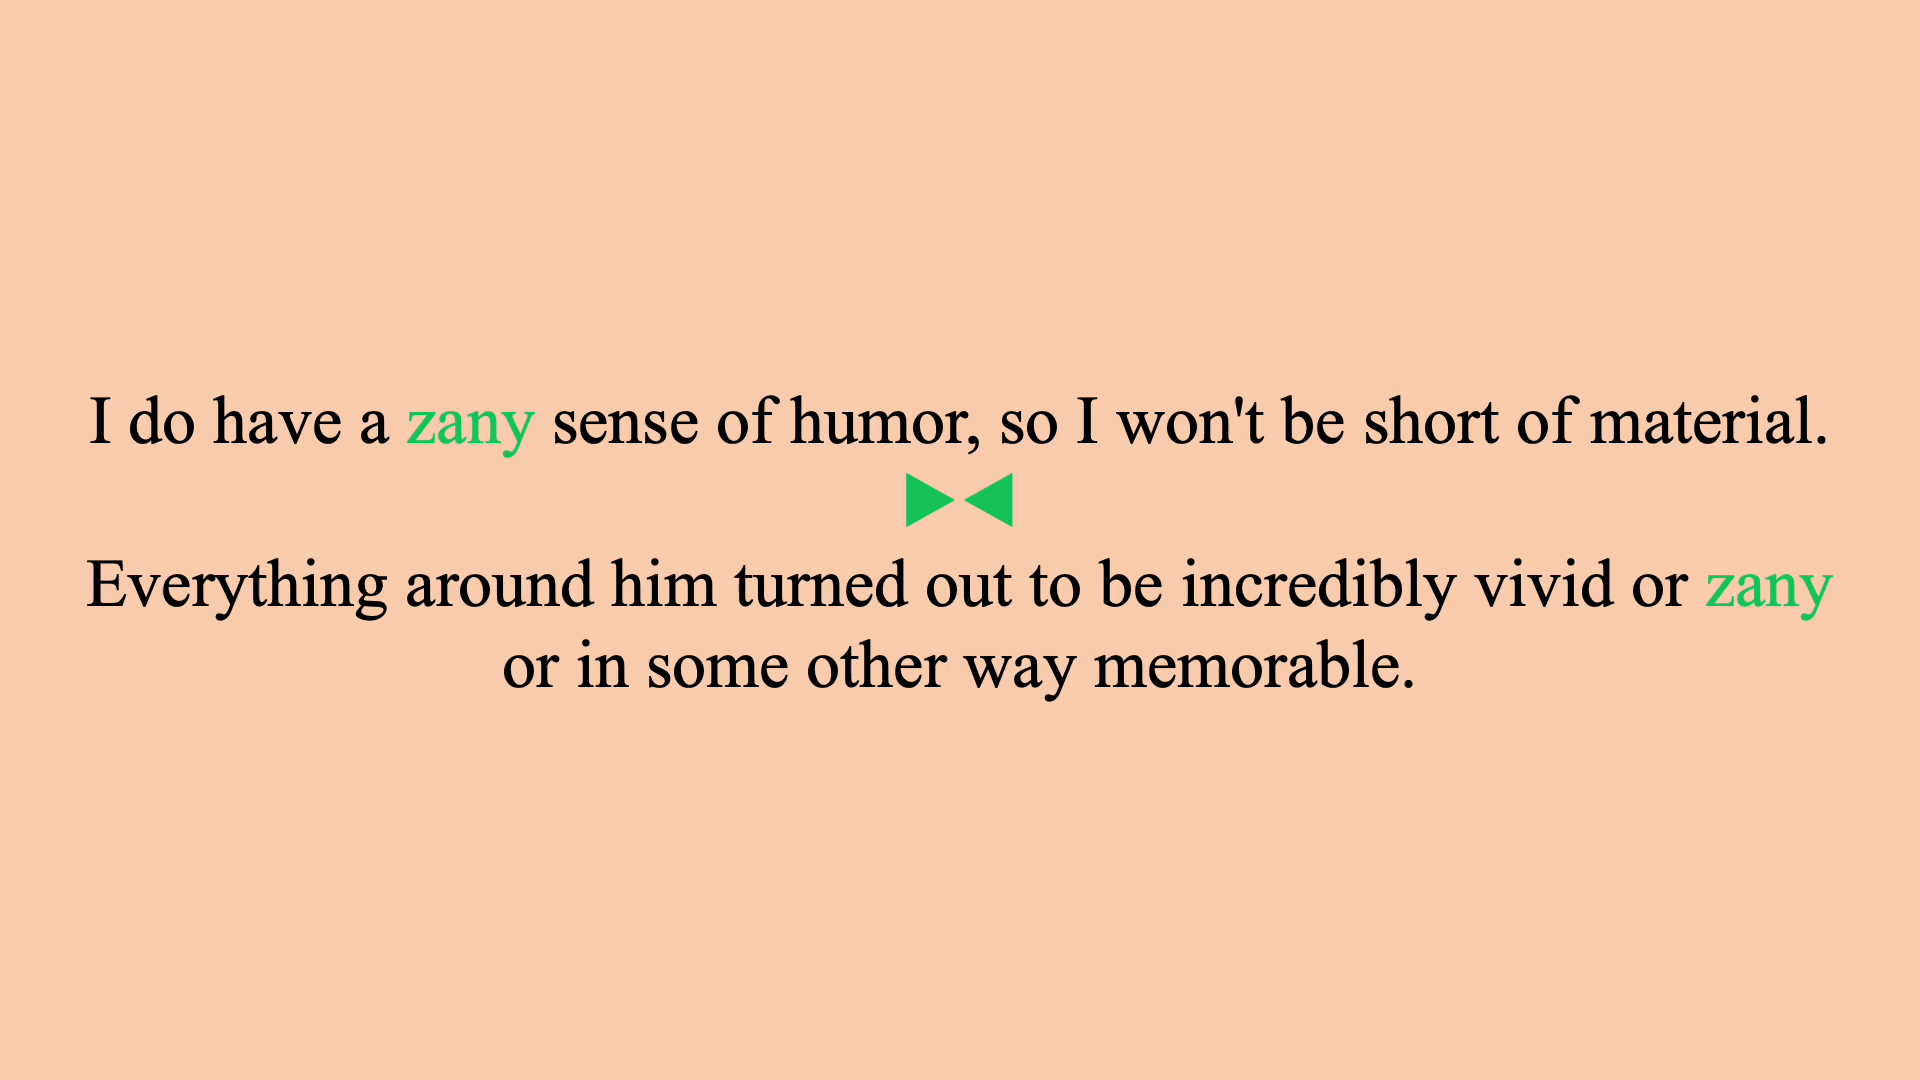 I do have a zany sense of humor, so I won't be short of material.
Everything around him turned out to be incredibly vivid or zany
or in some other way memorable.